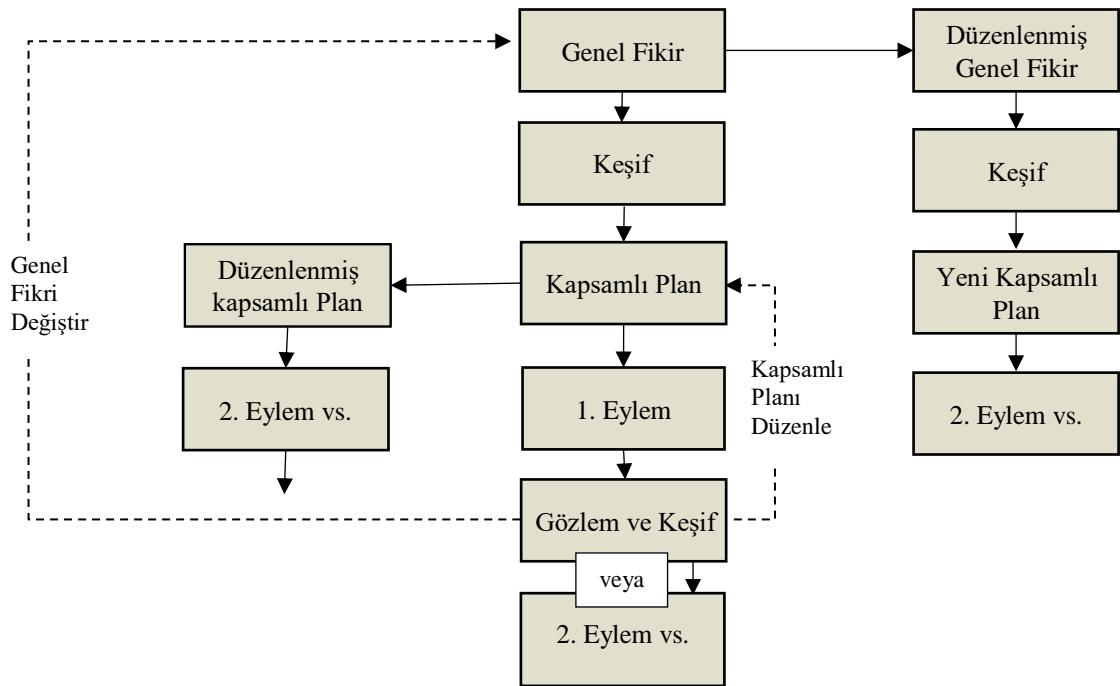 Genel Fikir
Düzenlenmiş
Genel Fikir
Keşif
Keşif
Genel
Fikri
Değiştir
Düzenlenmiş
kapsamlı Plan
Kapsamlı Plan
Yeni Kapsamlı
Plan
Kapsamlı
Planı
Düzenle
2. Eylem vs.
1. Eylem
2. Eylem vs.
Gözlem ve Keşif
veya
2. Eylem vs.